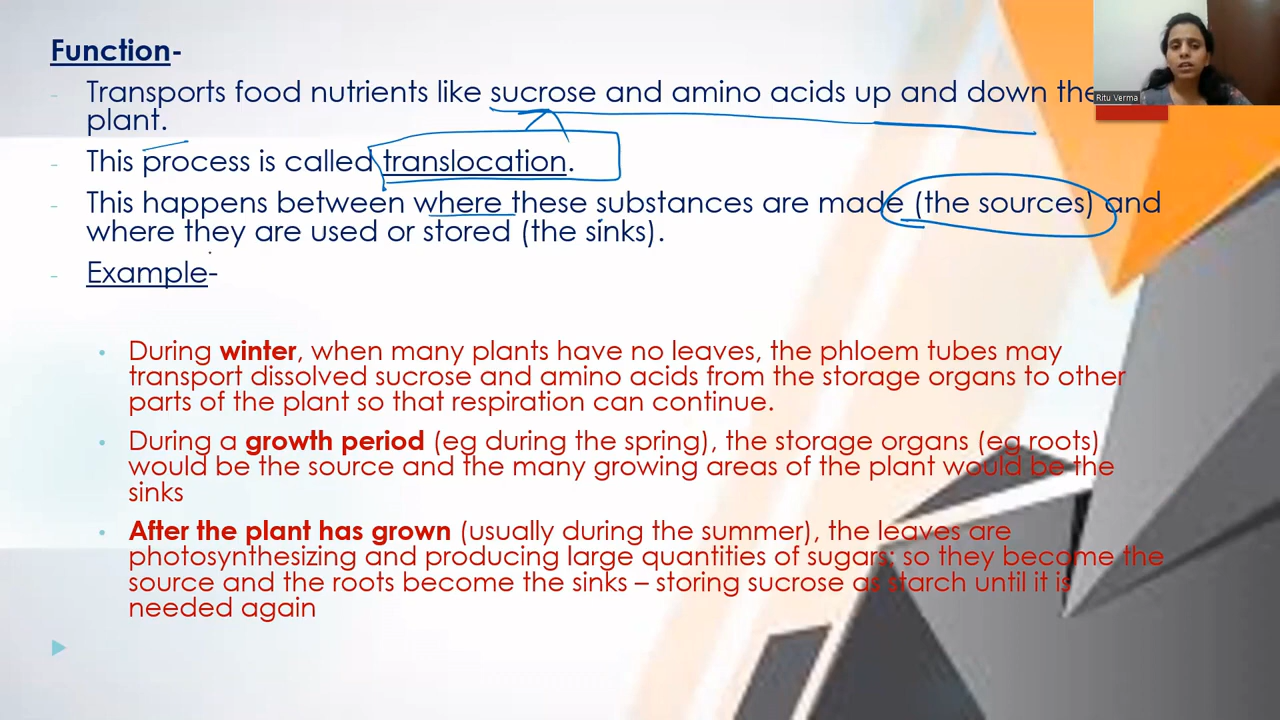 Function-
- Transports food nutrients like sucrose and amino acids up and down the
plant.
- This process is called translocation.
- This happens between where these substances are made (the sources) and
where they are used or stored (the sinks).
- Example-
• During winter, when many plants have no leaves, the phloem tubes may
transport dissolved sucrose and amino acids from the storage organs to other
parts of the plant so that respiration can continue.
• During a growth period (eg during the spring), the storage organs (eg roots)
would be the source and the many growing areas of the plant would be the
sinks
• After the plant has grown (usually during the summer), the leaves are
photosynthesizing and producing large quantities of sugars; so they become the
source and the roots become the sinks – storing sucrose as starch until it is
needed again
Ritu Verma